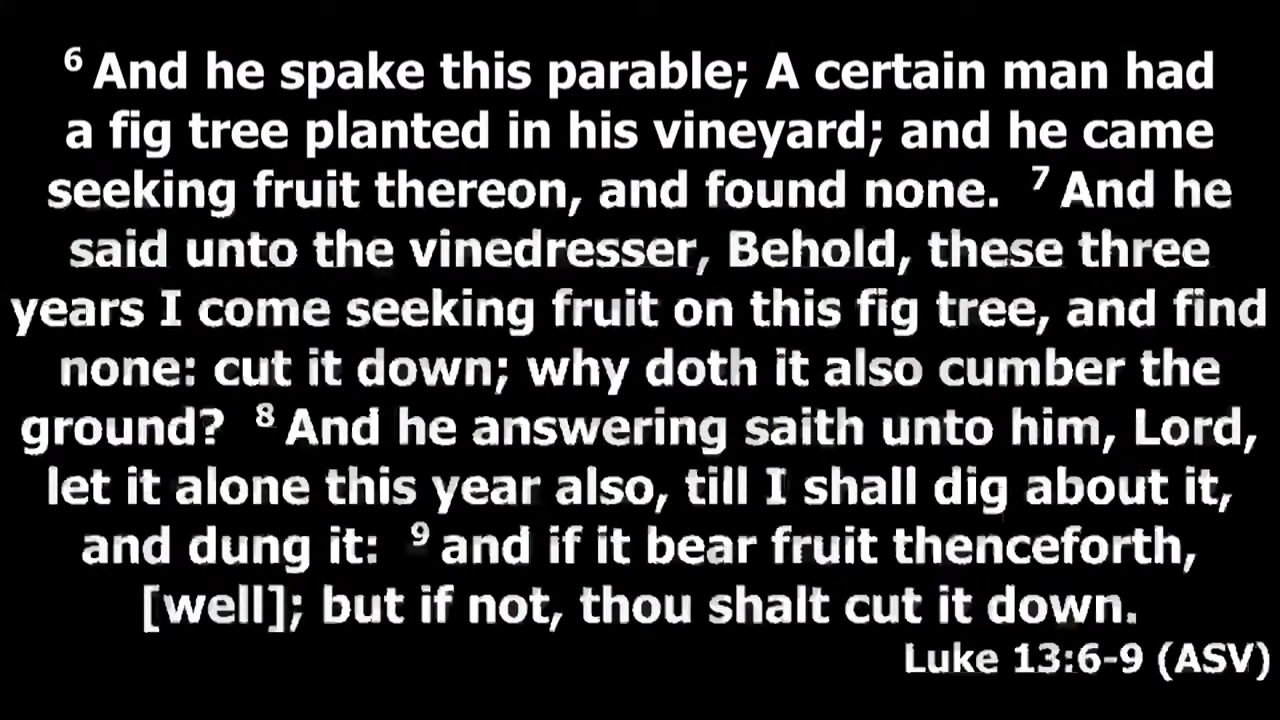 6 And he spake this parable; A certain man had
a fig tree planted in his vineyard; and he came
seeking fruit thereon, and found none. 7 And he
said unto the vinedresser, Behold, these three
years I come seeking fruit on this fig tree, and find
none: cut it down; why doth it also cumber the
ground? 8 And he answering saith unto him, Lord,
let it alone this year also, till I shall dig about it,
and dung it: 9 and if it bear fruit thenceforth,
[well]; but if not, thou shalt cut it down.
Luke 13:6-9 (ASV)